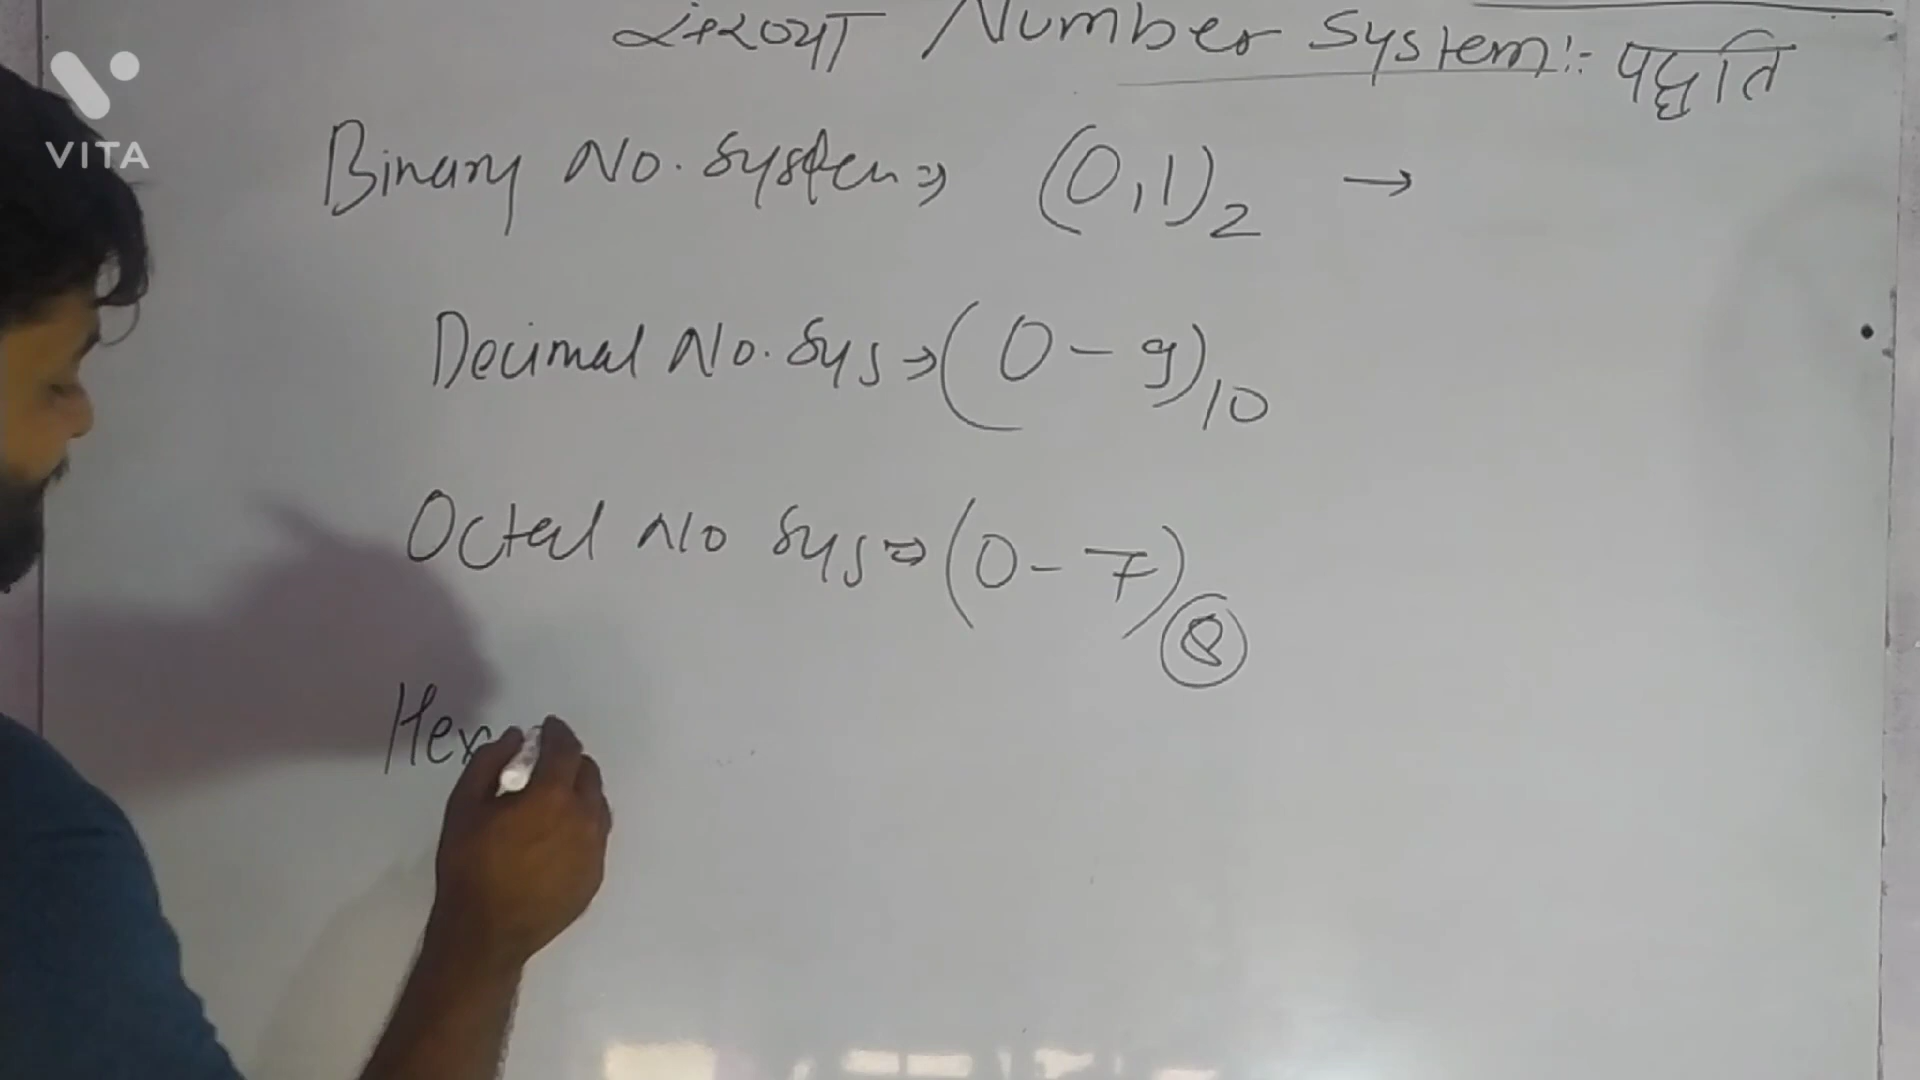 संख्या Number System:- पद्धति
VITA
Binary No. System ⇒ (0,1)₂ →
Decimal No. Sys ⇒ (0-9)₁₀
Octal No Sys ⇒ (0-7)₈
Hex